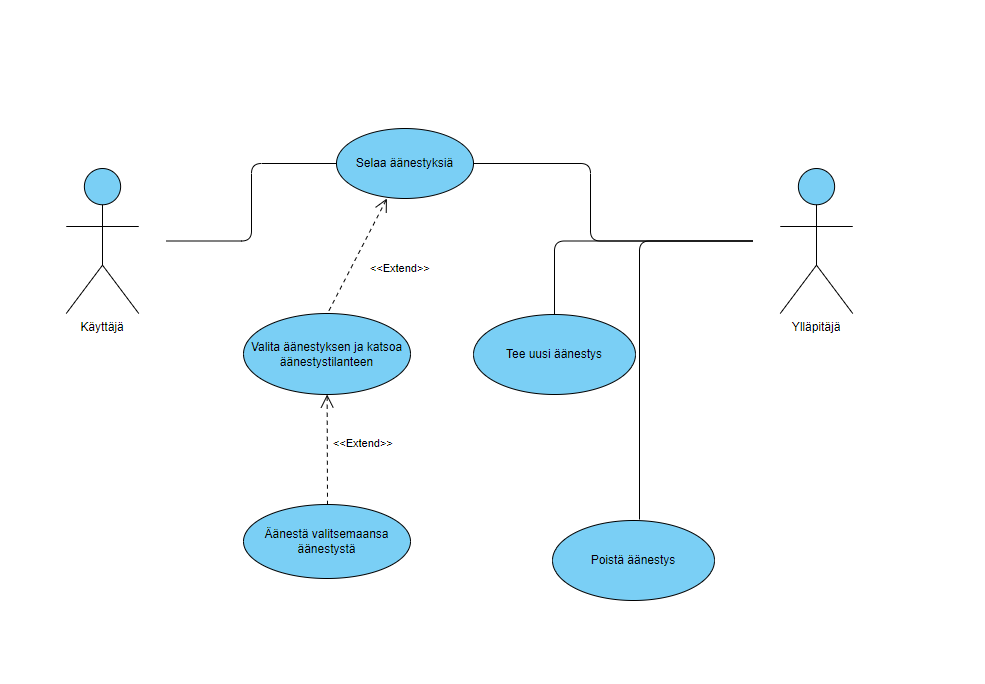 Selaa äänestyksiä
<<Extend>>
Käyttäjä
Ylläpitäjä
Valita äänestyksen ja katsoa
äänestystilanteen
Tee uusi äänestys
<<Extend>>
Äänestä valitsemaansa
äänestystä
Poistä äänestys